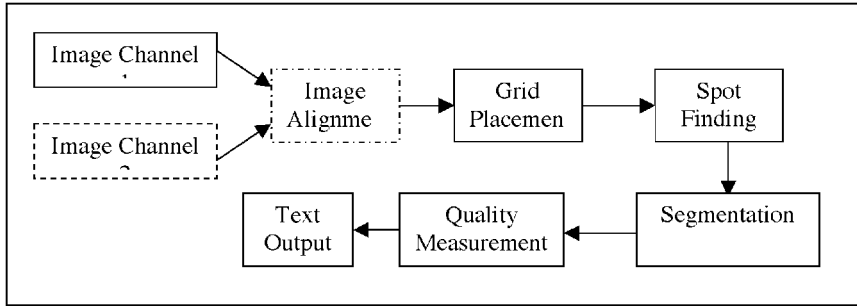 Image Channel
Image Channel
Image
Alignme
Grid
Placemen
Spot
Finding
Text
Output
Quality
Measurement
Segmentation